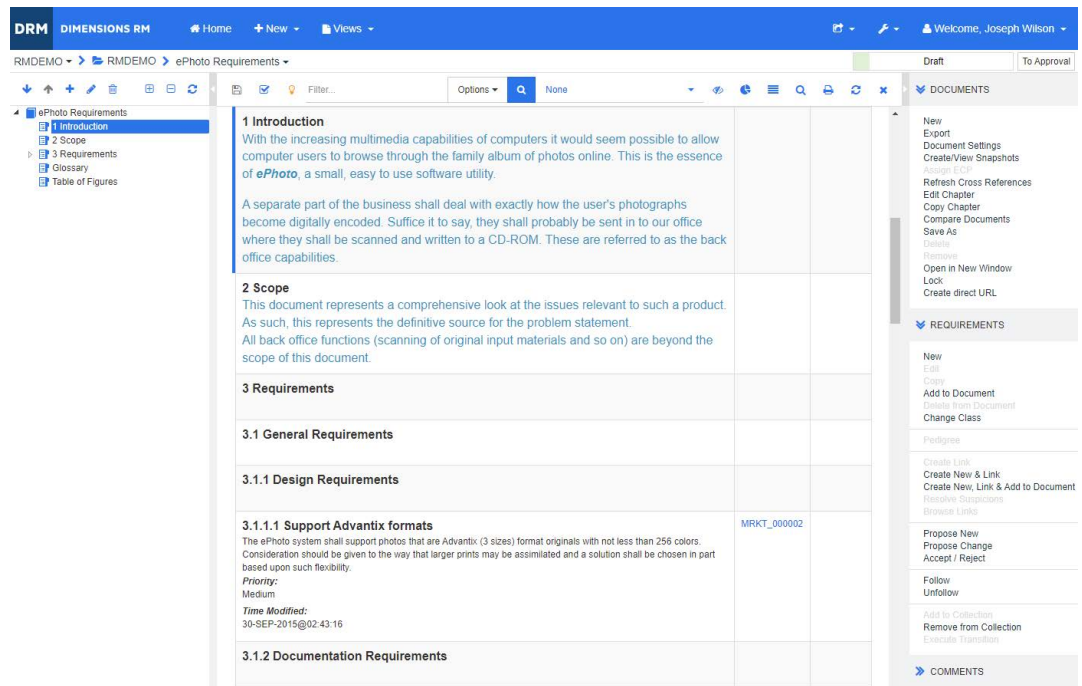 DRM DIMENSIONS RM Home New Views Welcome, Joseph Wilson
RMDEMO RMDEMO ePhoto Requirements Draft To Approval
Filter... Options None
ePhoto Requirements
1 Introduction
2 Scope
3 Requirements
Glossary
Table of Figures
1 Introduction
With the increasing multimedia capabilities of computers it would seem possible to allow
computer users to browse through the family album of photos online. This is the essence
of ePhoto, a small, easy to use software utility.
A separate part of the business shall deal with exactly how the user's photographs
become digitally encoded. Suffice it to say, they shall probably be sent in to our office
where they shall be scanned and written to a CD-ROM. These are referred to as the back
office capabilities.
2 Scope
This document represents a comprehensive look at the issues relevant to such a product.
As such, this represents the definitive source for the problem statement.
All back office functions (scanning of original input materials and so on) are beyond the
scope of this document.
3 Requirements
3.1 General Requirements
3.1.1 Design Requirements
3.1.1.1 Support Advantix formats MRKT_000002
The ePhoto system shall support photos that are Advantix (3 sizes) format originals with not less than 256 colors.
Consideration should be given to the way that larger prints may be assimilated and a solution shall be chosen in part
based upon such flexibility.
Priority:
Medium
Time Modified:
30-SEP-2015@02:43:16
3.1.2 Documentation Requirements
DOCUMENTS
New
Export
Document Settings
Create/View Snapshots
Assign ECP
Refresh Cross References
Edit Chapter
Copy Chapter
Compare Documents
Save As
Delete
Remove
Open in New Window
Lock
Create direct URL
REQUIREMENTS
New
Edit
Copy
Add to Document
Delete from Document
Change Class
Pedigree
Create Link
Create New & Link
Create New, Link & Add to Document
Resolve Suspicions
Browse Links
Propose New
Propose Change
Accept / Reject
Follow
Unfollow
Add to Collection
Remove from Collection
Execute Transition
COMMENTS